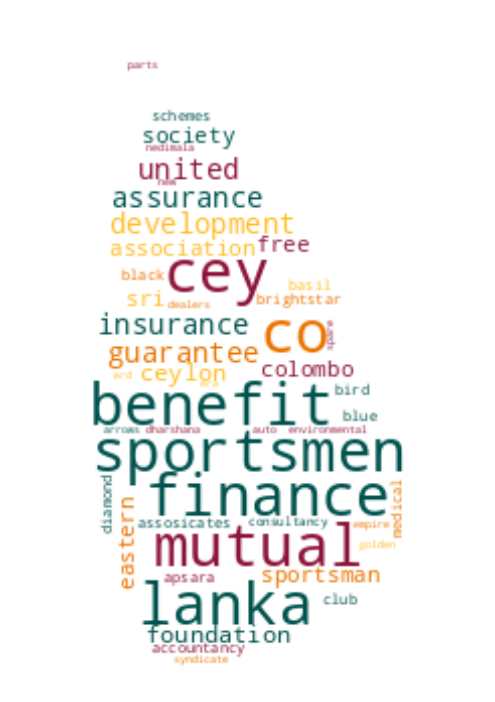 parts
schemes
society
nedimala
united
new
assurance
development
association free
cey
black
basil
sri dealers brightstar
insurance co spare
guarantee
ceylon colombo
erd
benefit bird
blue
arrows dharshana auto environmental
sportsmen
finance
diamond eastern medical
assosicates consultancy empire
mutual golden
apsara sportsman
lanka club
foundation
accountancy
syndicate